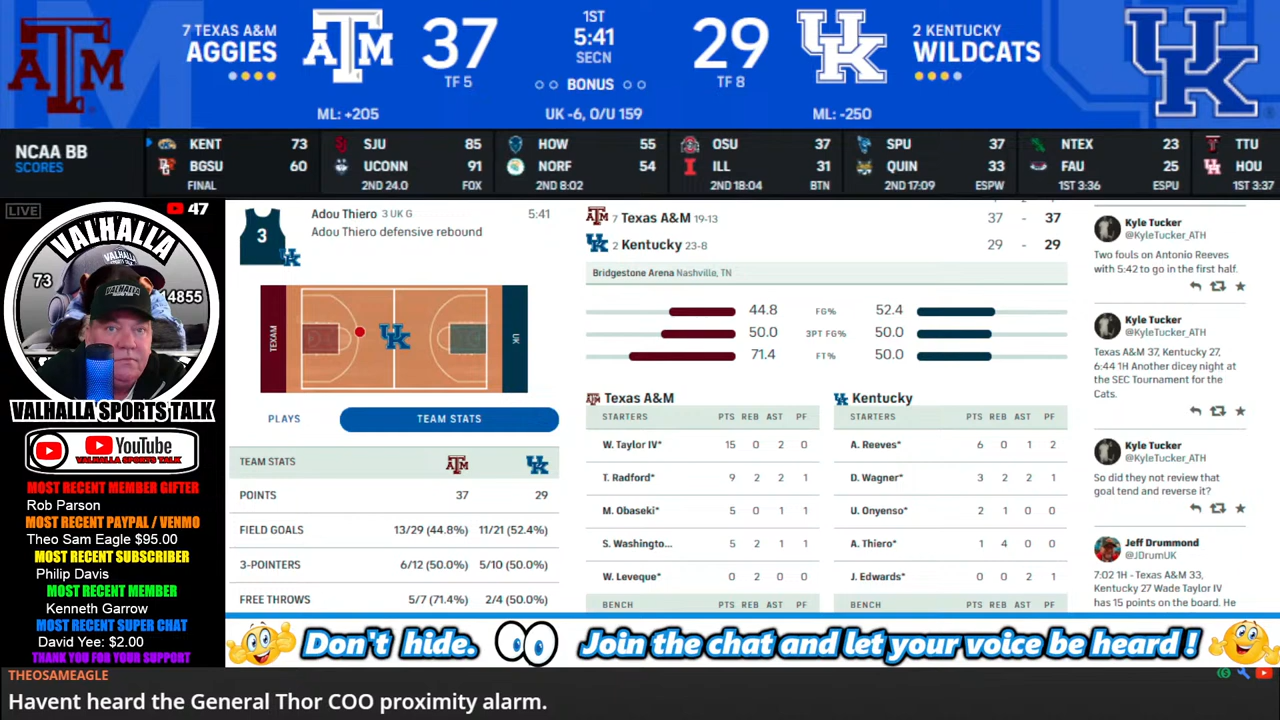 7 TEXAS A&M
AGGIES
ATM
37
TF 5
ML: +205
1ST
5:41
SECN
BONUS
UK -6, O/U 159
29
TF 8
ML: -250
UK
2 KENTUCKY
WILDCATS
NCAA BB
SCORES
KENT 73
BGSU 60
FINAL
SJU 85
UCONN 91
2ND 24.0 FOX
HOW 55
NORF 54
2ND 8:02
OSU 37
ILL 31
2ND 18:04 BTN
SPU 37
QUIN 33
2ND 17:09 ESPW
NTEX 23
FAU 25
1ST 3:36 ESPU
TTU
HOU
1ST 3:37
LIVE
47
VALHALLA
73
14855
VALHALLA SPORTS TALK
YouTube
VALHALLA SPORTS TALK
MOST RECENT MEMBER GIFTER
Rob Parson
MOST RECENT PAYPAL / VENMO
Theo Sam Eagle $95.00
MOST RECENT SUBSCRIBER
Philip Davis
MOST RECENT MEMBER
Kenneth Garrow
MOST RECENT SUPER CHAT
David Yee: $2.00
THANK YOU FOR YOUR SUPPORT
3
Adou Thiero 3 UK G 5:41
Adou Thiero defensive rebound
TEXAM
UK
UK
PLAYS
TEAM STATS
TEAM STATS
POINTS 37 29
FIELD GOALS 13/29 (44.8%) 11/21 (52.4%)
3-POINTERS 6/12 (50.0%) 5/10 (50.0%)
FREE THROWS 5/7 (71.4%) 2/4 (50.0%)
7 Texas A&M 19-13 37 - 37
2 Kentucky 23-8 29 - 29
Bridgestone Arena Nashville, TN
44.8 FG% 52.4
50.0 3PT FG% 50.0
71.4 FT% 50.0
Texas A&M
STARTERS PTS REB AST PF
W. Taylor IV* 15 0 2 0
T. Radford* 9 2 2 1
M. Obaseki* 5 0 1 1
S. Washingto... 5 2 1 1
W. Leveque* 0 2 0 0
BENCH PTS REB AST PF
Kentucky
STARTERS PTS REB AST PF
A. Reeves* 6 0 1 2
D. Wagner* 3 2 2 1
U. Onyenso* 2 1 0 0
A. Thiero* 1 4 0 0
J. Edwards* 0 0 2 1
BENCH PTS REB AST PF
Kyle Tucker
@KyleTucker_ATH
Two fouls on Antonio Reeves
with 5:42 to go in the first half.
Kyle Tucker
@KyleTucker_ATH
Texas A&M 37, Kentucky 27,
6:44 1H Another dicey night at
the SEC Tournament for the
Cats.
Kyle Tucker
@KyleTucker_ATH
So did they not review that
goal tend and reverse it?
Jeff Drummond
@JDrumUK
7:02 1H - Texas A&M 33,
Kentucky 27 Wade Taylor IV
has 15 points on the board. He
Don't hide.
Join the chat and let your voice be heard !
THEOSAMEAGLE
Havent heard the General Thor COO proximity alarm.